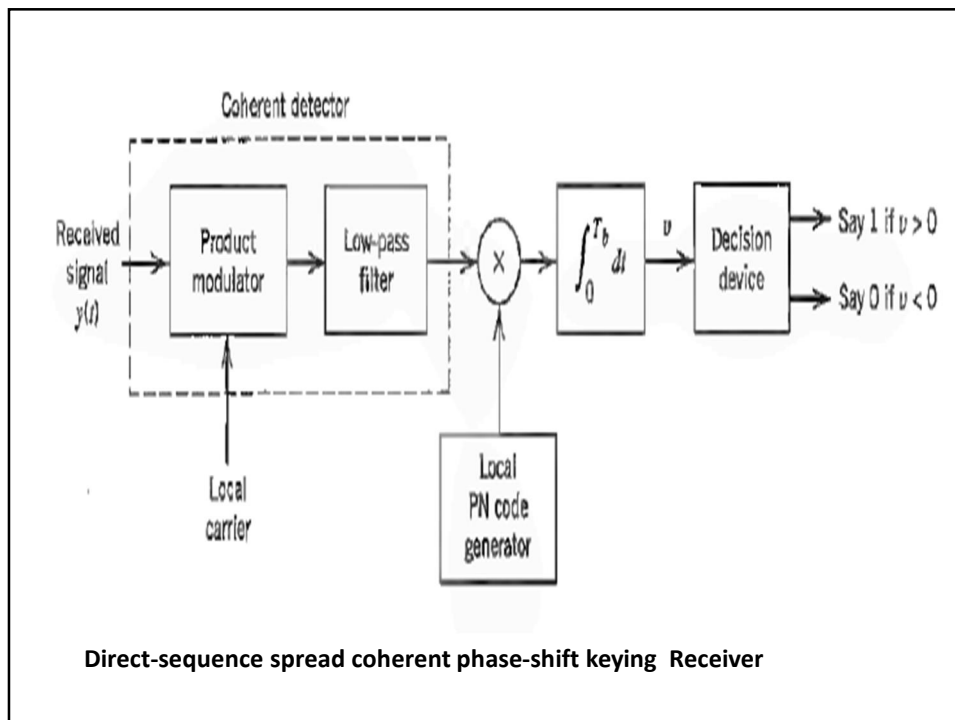 Coherent detector
Received
signal
y(t)
Product
modulator
Low-pass
filter
×
∫₀^{T_b} dt
v
Decision
device
Say 1 if v > 0
Say 0 if v < 0
Local
carrier
Local
PN code
generator
Direct-sequence spread coherent phase-shift keying Receiver